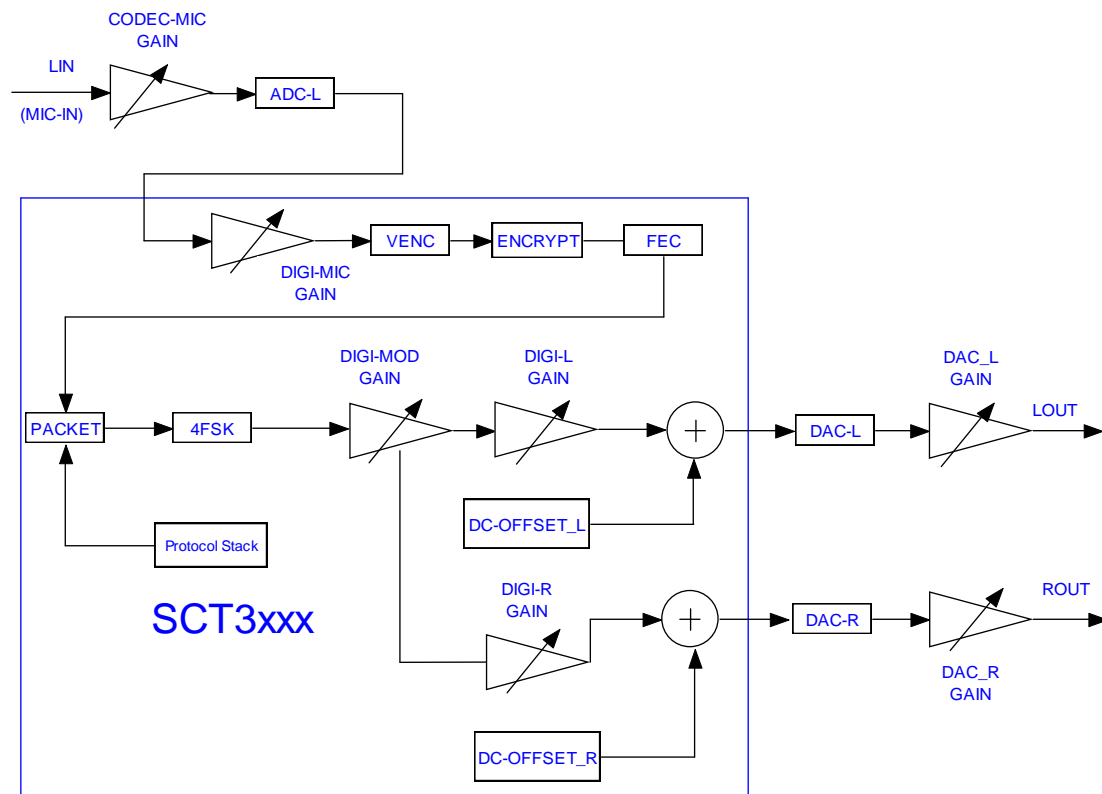 CODEC-MIC
GAIN
LIN
(MIC-IN)
ADC-L
DIGI-MIC
GAIN
VENC
ENCRYPT
FEC
DIGI-MOD
GAIN
DIGI-L
GAIN
DAC_L
GAIN
LOUT
PACKET
4FSK
+
DAC-L
DC-OFFSET_L
Protocol Stack
SCT3xxx
DIGI-R
GAIN
+
DAC-R
ROUT
DAC_R
GAIN
DC-OFFSET_R